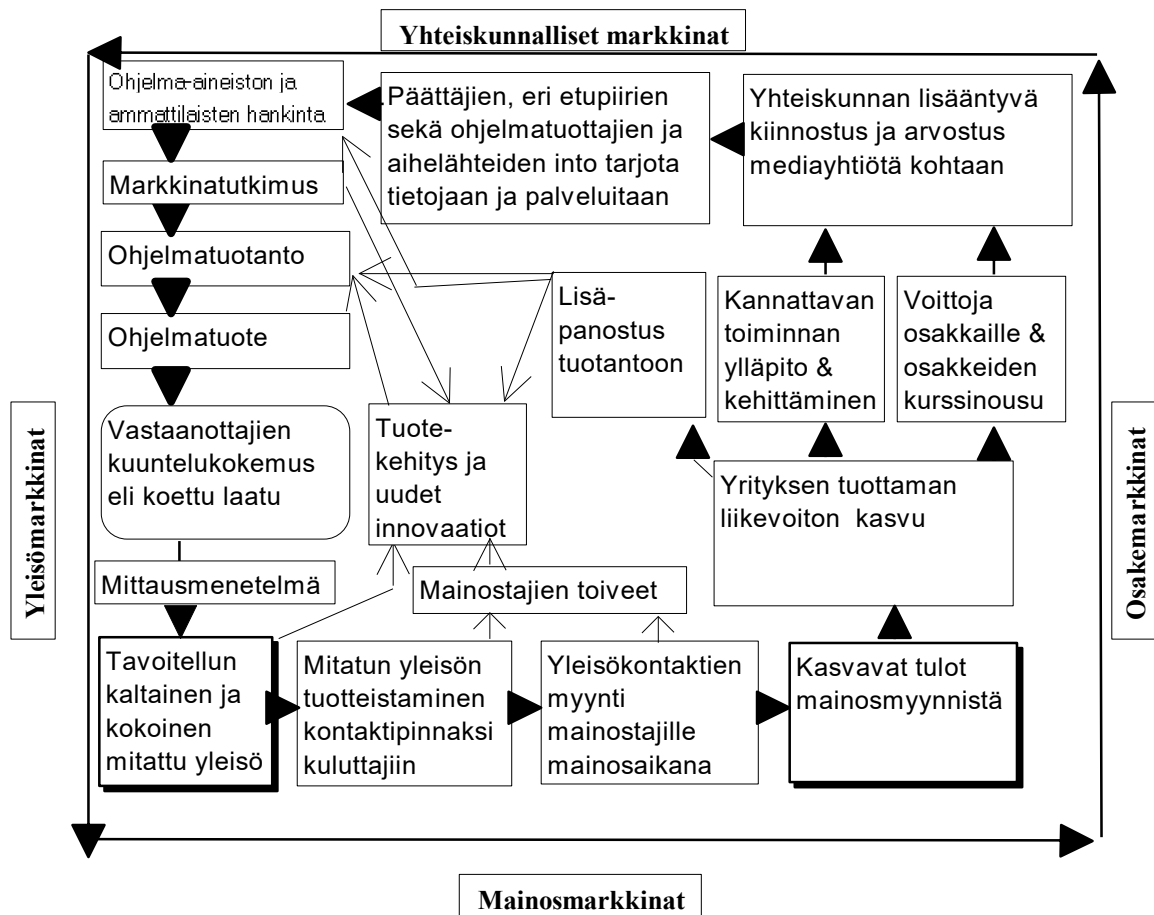 Yhteiskunnalliset markkinat
Ohjelma-aineiston ja
ammattilaisten hankinta
Päättäjien, eri etupiirien
sekä ohjelmatuottajien ja
aihelähteiden into tarjota
tietojaan ja palveluitaan
Yhteiskunnan lisääntyvä
kiinnostus ja arvostus
mediayhtiötä kohtaan
Markkinatutkimus
Ohjelmatuotanto
Ohjelmatuote
Lisä-
panostus
tuotantoon
Kannattavan
toiminnan
ylläpito &
kehittäminen
Voittoja
osakkaille &
osakkeiden
kurssinousu
Yleisömarkkinat
Osakemarkkinat
Vastaanottajien
kuuntelukokemus
eli koettu laatu
Tuote-
kehitys ja
uudet
innovaatiot
Yrityksen tuottaman
liikevoiton kasvu
Mittausmenetelmä
Mainostajien toiveet
Tavoitellun
kaltainen ja
kokoinen
mitattu yleisö
Mitatun yleisön
tuotteistaminen
kontaktipinnaksi
kuluttajiin
Yleisökontaktien
myynti
mainostajille
mainosaikana
Kasvavat tulot
mainosmyynnistä
Mainosmarkkinat